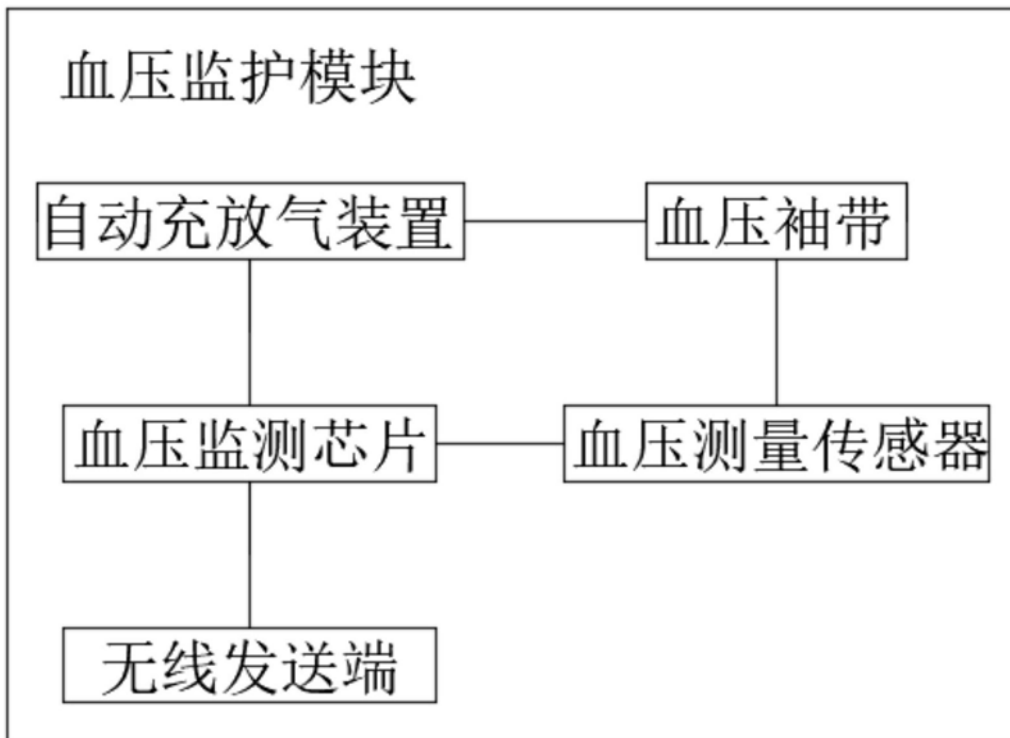 血压监护模块
自动充放气装置
血压袖带
血压监测芯片
血压测量传感器
无线发送端